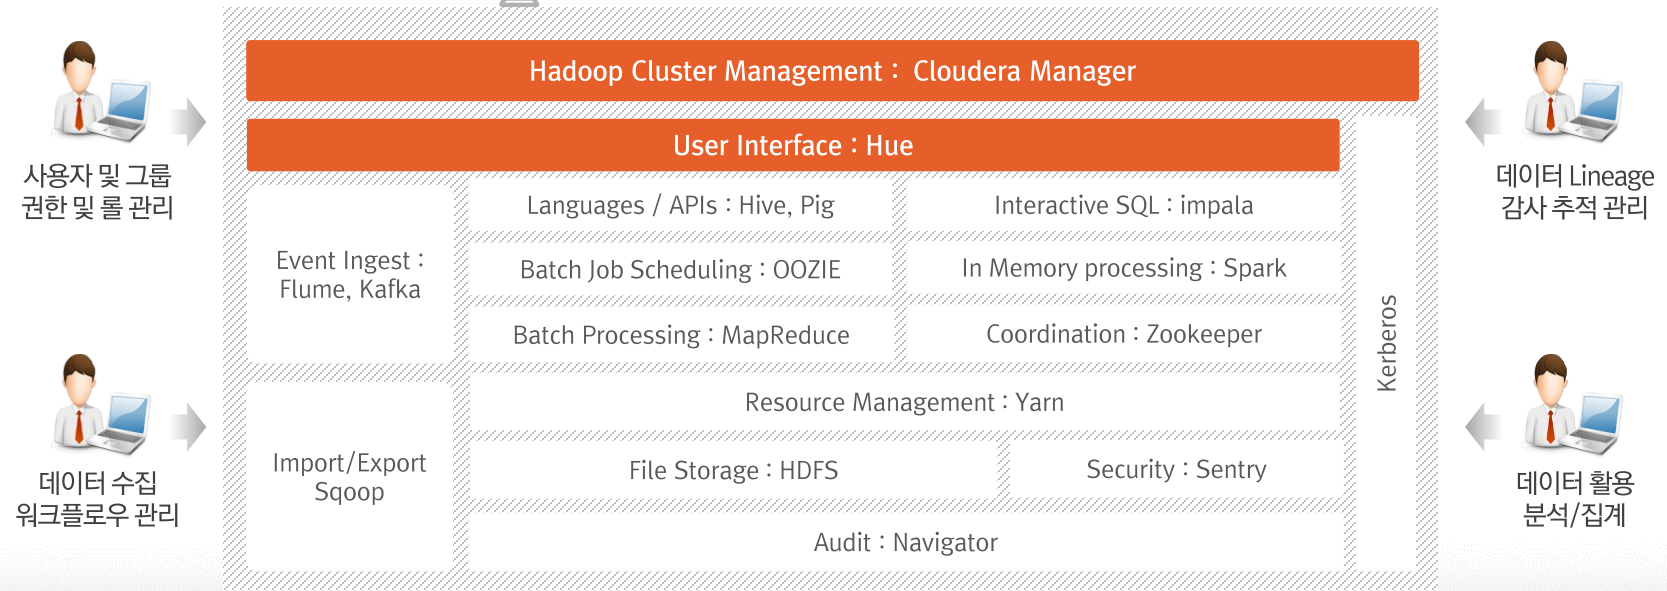 Hadoop Cluster Management : Cloudera Manager
User Interface : Hue
사용자 및 그룹
권한 및 롤 관리
데이터 수집
워크플로우 관리
Event Ingest :
Flume, Kafka
Import/Export
Sqoop
Languages / APIs : Hive, Pig
Interactive SQL : impala
Batch Job Scheduling : OOZIE
In Memory processing : Spark
Batch Processing : MapReduce
Coordination : Zookeeper
Resource Management : Yarn
File Storage : HDFS
Security : Sentry
Audit : Navigator
Kerberos
데이터 Lineage
감사 추적 관리
데이터 활용
분석/집계